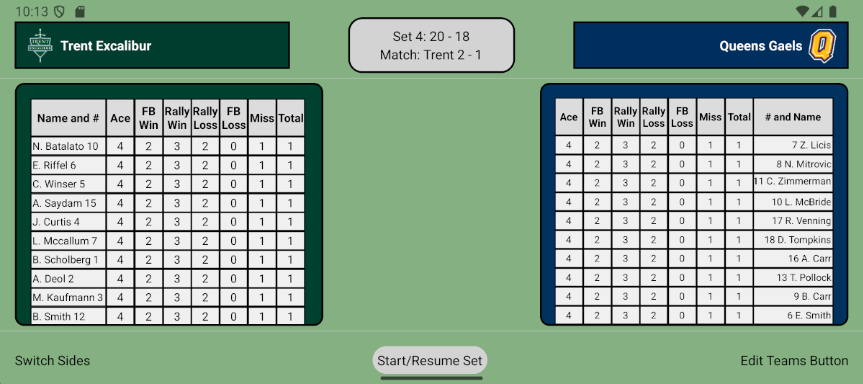 10:13
Trent Excalibur
TRENT
EXCALIBUR
Set 4: 20 - 18
Match: Trent 2 - 1
Queens Gaels
Q
Name and # Ace FB Win Rally Win Rally Loss FB Loss Miss Total
N. Batalato 10 4 2 3 2 0 1 1
E. Riffel 6 4 2 3 2 0 1 1
C. Winser 5 4 2 3 2 0 1 1
A. Saydam 15 4 2 3 2 0 1 1
J. Curtis 4 4 2 3 2 0 1 1
L. Mccallum 7 4 2 3 2 0 1 1
B. Scholberg 1 4 2 3 2 0 1 1
A. Deol 2 4 2 3 2 0 1 1
M. Kaufmann 3 4 2 3 2 0 1 1
B. Smith 12 4 2 3 2 0 1 1
Ace FB Win Rally Win Rally Loss FB Loss Miss Total # and Name
4 2 3 2 0 1 1 7 Z. Licis
4 2 3 2 0 1 1 8 N. Mitrovic
4 2 3 2 0 1 1 11 C. Zimmerman
4 2 3 2 0 1 1 10 L. McBride
4 2 3 2 0 1 1 17 R. Venning
4 2 3 2 0 1 1 18 D. Tompkins
4 2 3 2 0 1 1 16 A. Carr
4 2 3 2 0 1 1 13 T. Pollock
4 2 3 2 0 1 1 9 B. Carr
4 2 3 2 0 1 1 6 E. Smith
Switch Sides
Start/Resume Set
Edit Teams Button